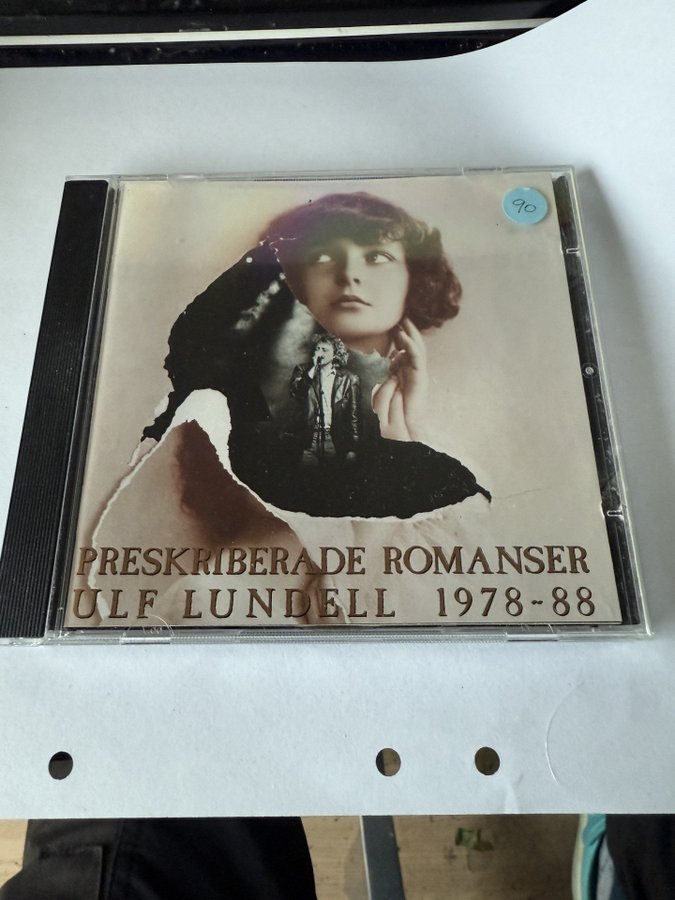 90
PRESKRIBERADE ROMANSER
ULF LUNDELL 1978-88